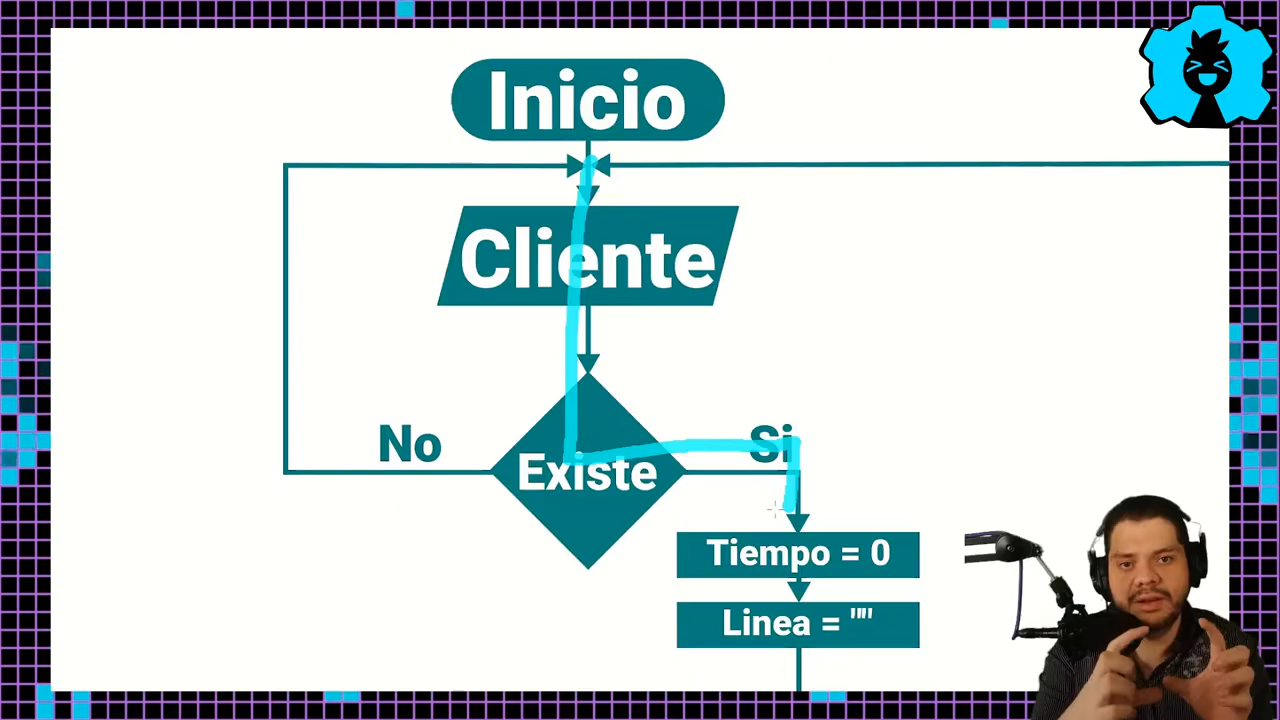 Inicio
Cliente
No
Si
Existe
Tiempo = 0
Linea = ""